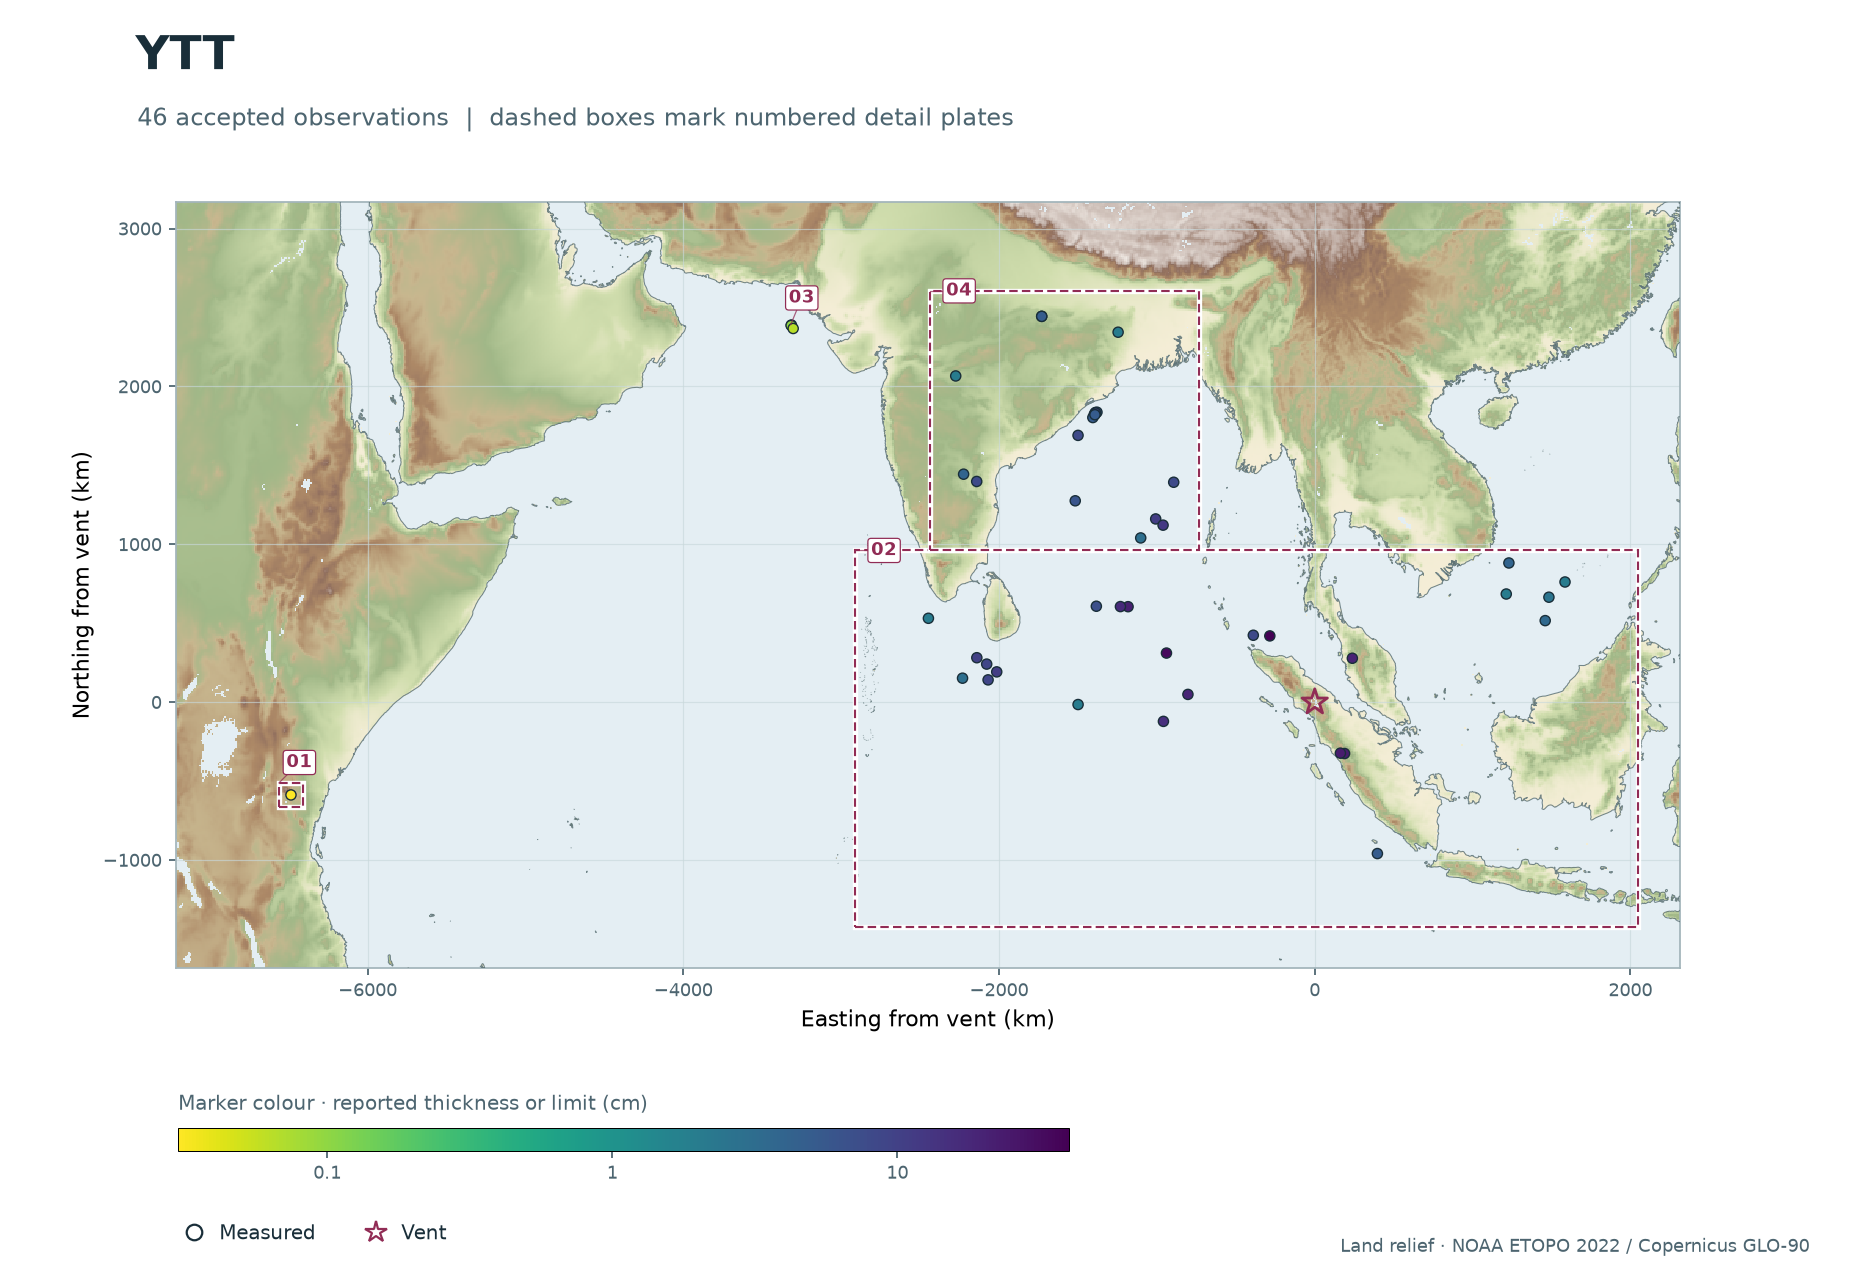 YTT
46 accepted observations | dashed boxes mark numbered detail plates
3000
2000
1000
0
−1000
Northing from vent (km)
03
04
02
01
−6000
−4000
−2000
0
2000
Easting from vent (km)
Marker colour · reported thickness or limit (cm)
0.1
1
10
Measured
Vent
Land relief · NOAA ETOPO 2022 / Copernicus GLO-90